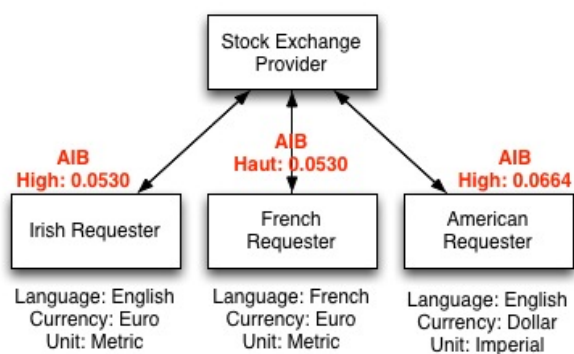 Stock Exchange
Provider
AIB
High: 0.0530
AIB
Haut: 0.0530
AIB
High: 0.0664
Irish Requester
French
Requester
American
Requester
Language: English
Currency: Euro
Unit: Metric
Language: French
Currency: Euro
Unit: Metric
Language: English
Currency: Dollar
Unit: Imperial